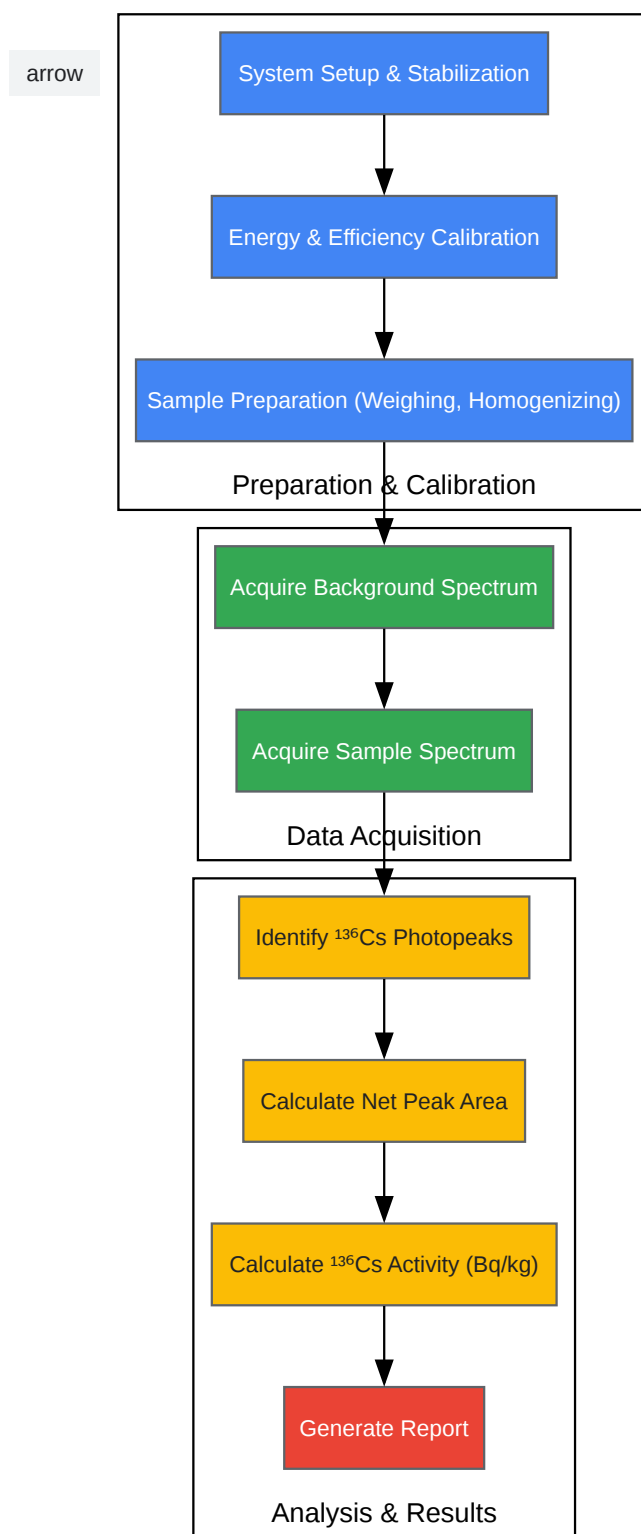 arrow
System Setup & Stabilization
Energy & Efficiency Calibration
Sample Preparation (Weighing, Homogenizing)
Preparation & Calibration
Acquire Background Spectrum
Acquire Sample Spectrum
Data Acquisition
Identify ¹³⁶Cs Photopeaks
Calculate Net Peak Area
Calculate ¹³⁶Cs Activity (Bq/kg)
Generate Report
Analysis & Results